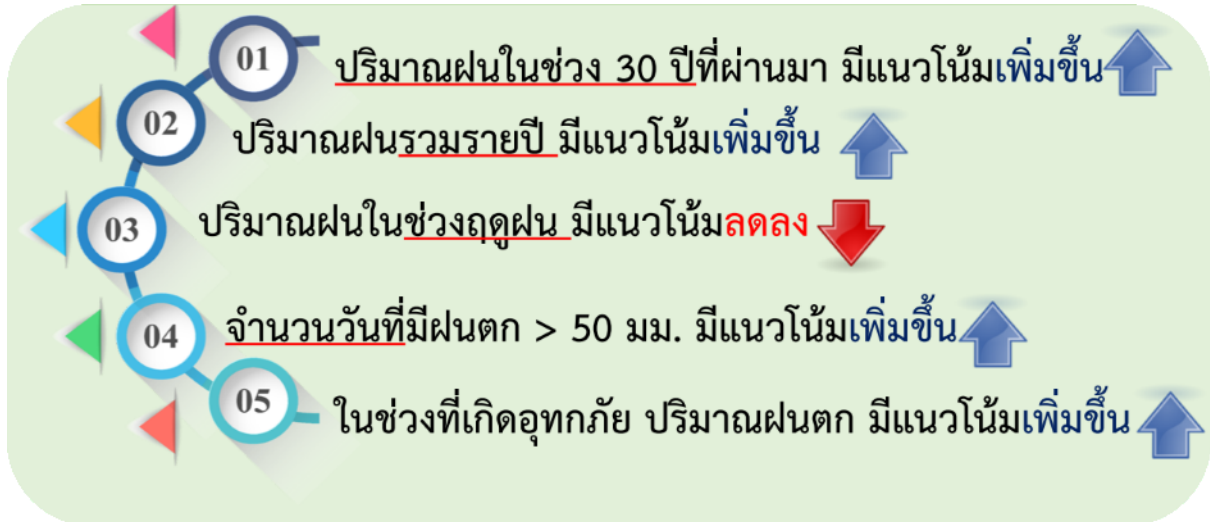 01 ปริมาณฝนในช่วง 30 ปีที่ผ่านมา มีแนวโน้มเพิ่มขึ้น
02 ปริมาณฝนรวมรายปี มีแนวโน้มเพิ่มขึ้น
03 ปริมาณฝนในช่วงฤดูฝน มีแนวโน้มลดลง
04 จำนวนวันที่มีฝนตก > 50 มม. มีแนวโน้มเพิ่มขึ้น
05 ในช่วงที่เกิดอุทกภัย ปริมาณฝนตก มีแนวโน้มเพิ่มขึ้น